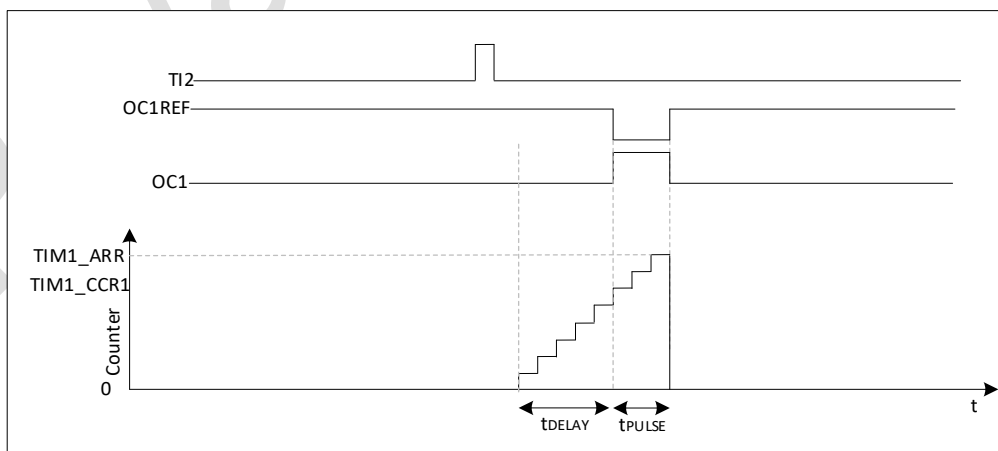 TI2
OC1REF
OC1
TIM1_ARR
TIM1_CCR1
Counter
0
t
tDELAY
tPULSE